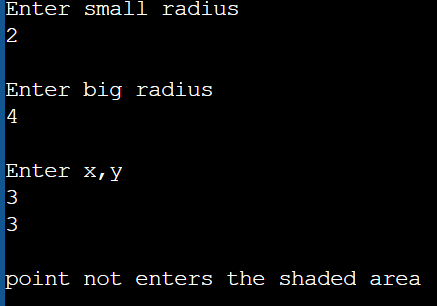 Enter small radius
2
Enter big radius
4
Enter x,y
3
3
point not enters the shaded area